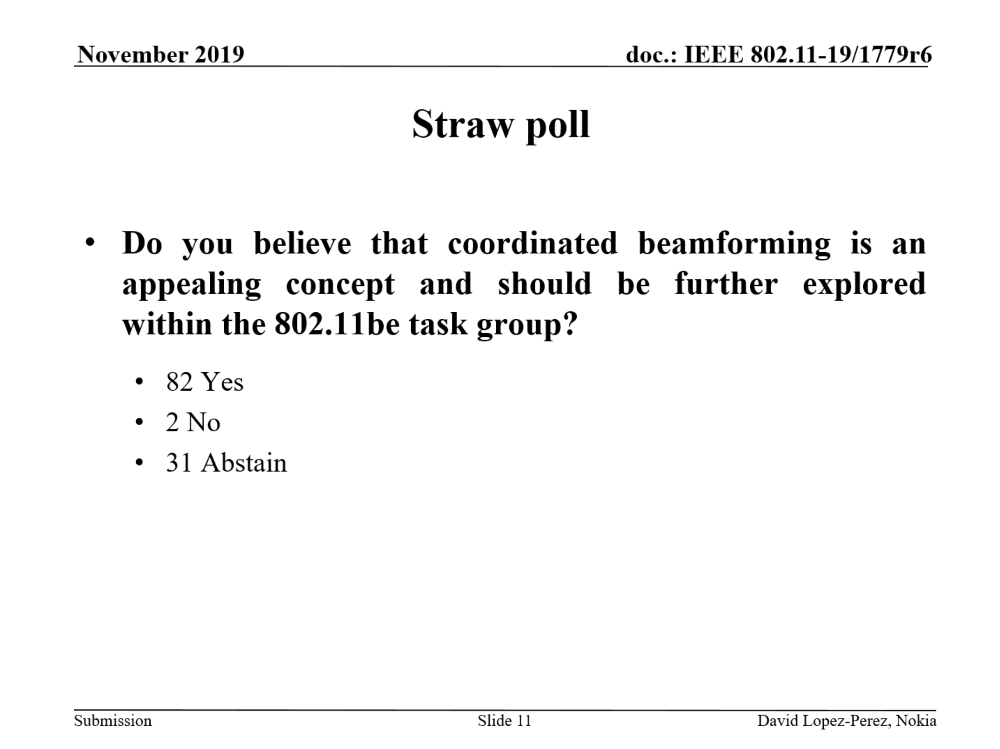 November 2019
doc.: IEEE 802.11-19/1779r6
Straw poll
• Do you believe that coordinated beamforming is an
appealing concept and should be further explored
within the 802.11be task group?
• 82 Yes
• 2 No
• 31 Abstain
Submission
Slide 11
David Lopez-Perez, Nokia